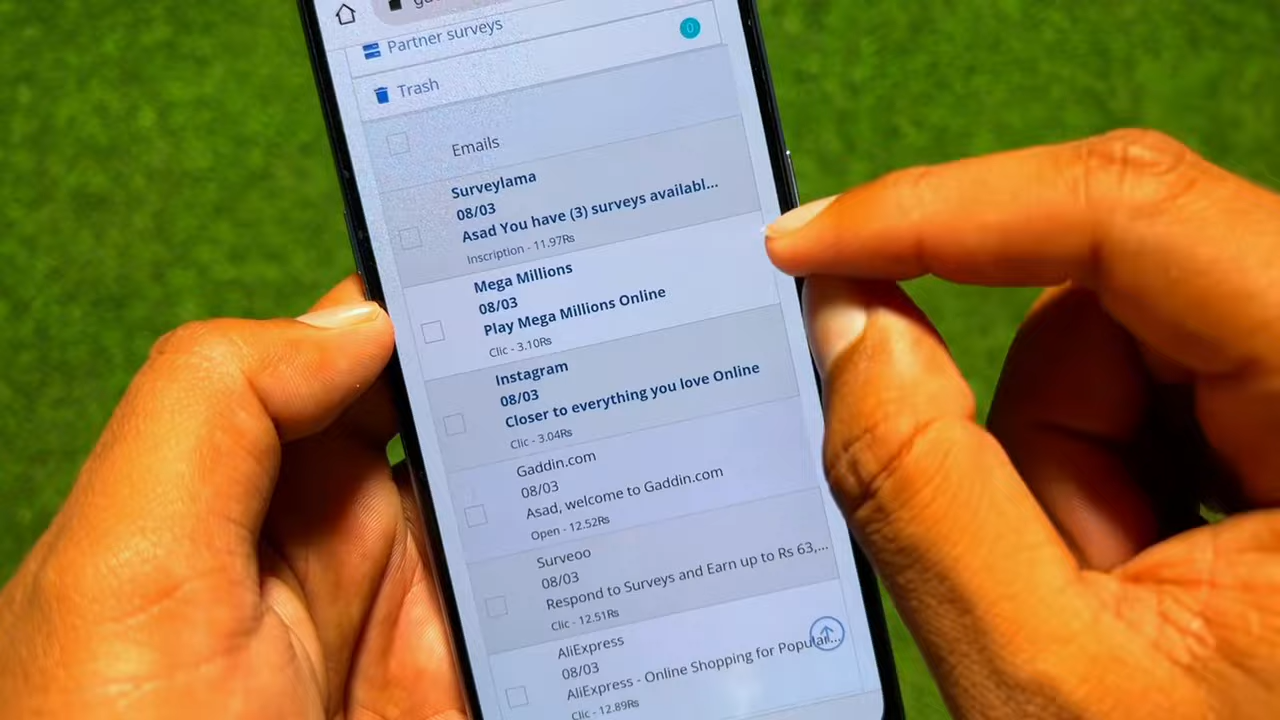 Partner surveys
0
Trash
Emails
Surveylama
08/03
Asad You have (3) surveys availabl...
Inscription - 11.97Rs
Mega Millions
08/03
Play Mega Millions Online
Clic - 3.10Rs
Instagram
08/03
Closer to everything you love Online
Clic - 3.04Rs
Gaddin.com
08/03
Asad, welcome to Gaddin.com
Open - 12.52Rs
Surveoo
08/03
Respond to Surveys and Earn up to Rs 63,...
Clic - 12.51Rs
AliExpress
08/03
AliExpress - Online Shopping for Popular...
Clic - 12.89Rs